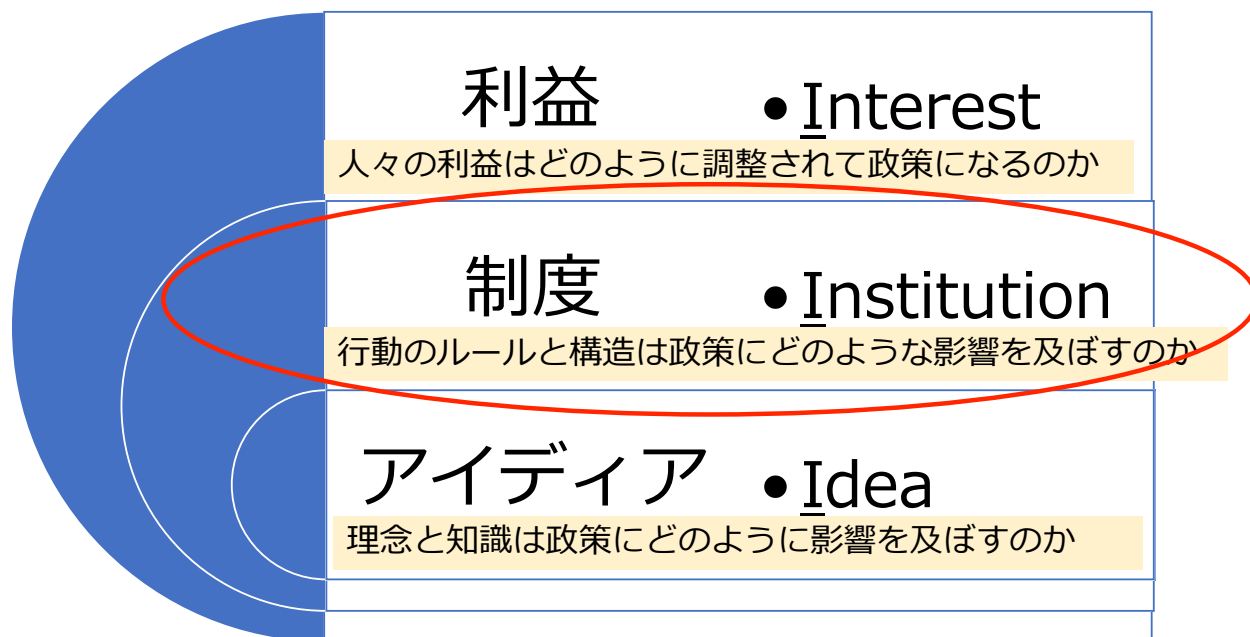 利益 •Interest
人々の利益はどのように調整されて政策になるのか
制度 •Institution
行動のルールと構造は政策にどのような影響を及ぼすのか
アイディア •Idea
理念と知識は政策にどのように影響を及ぼすのか